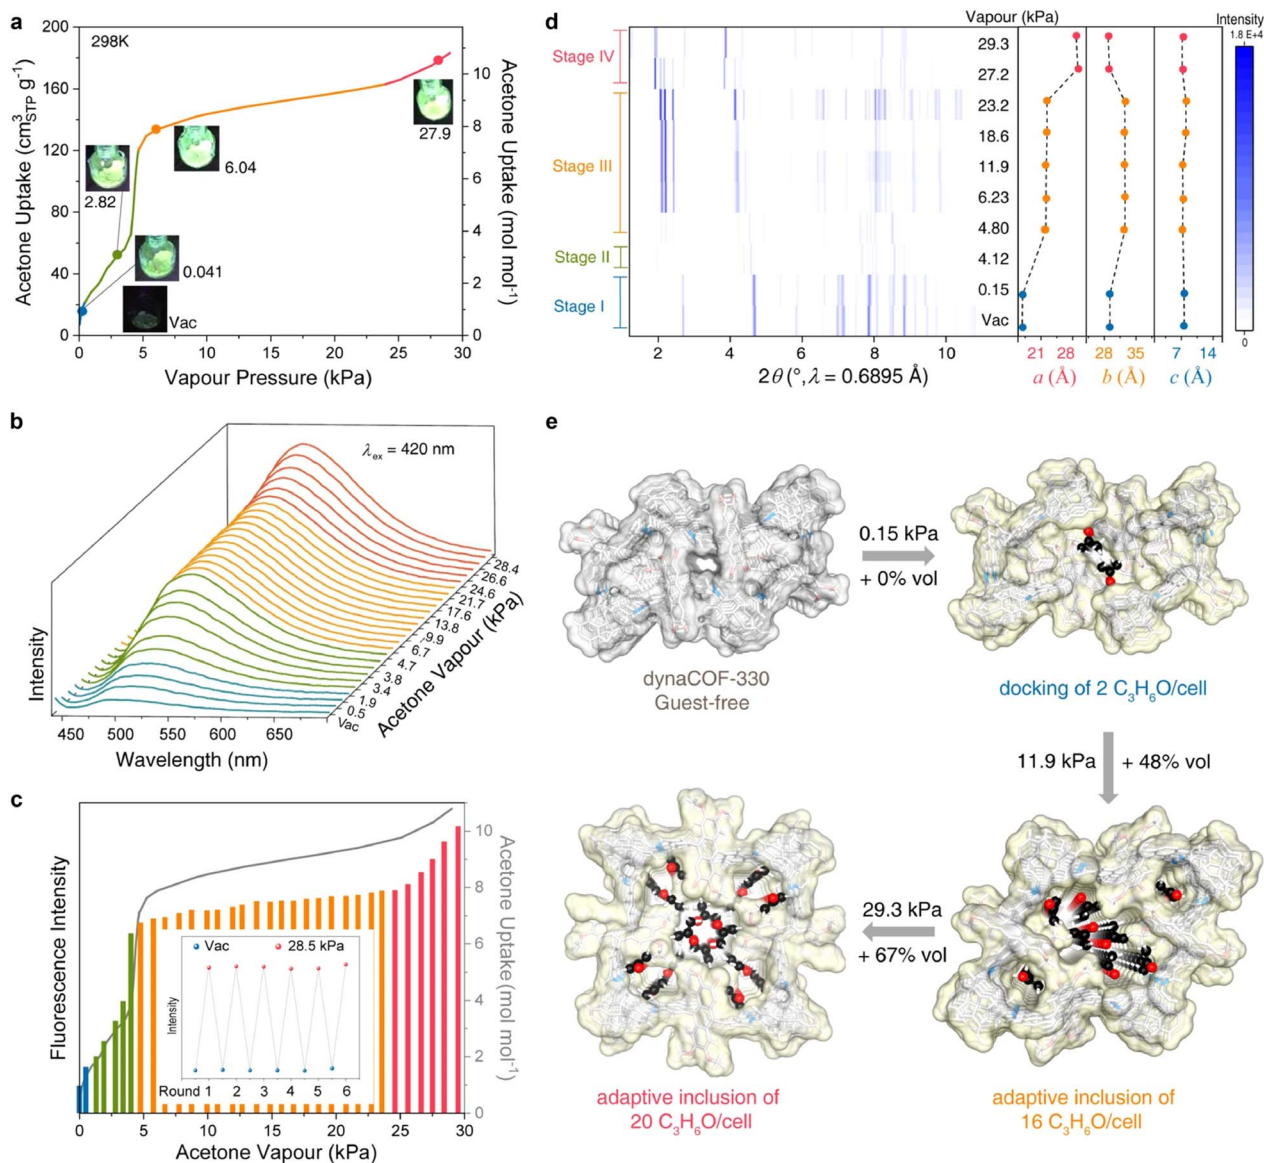 a
298K
Acetone Uptake (cm³STP g⁻¹)
200
160
120
80
40
0
0 5 10 15 20 25 30
Vapour Pressure (kPa)
10
8
6
4
2
0
Acetone Uptake (mol mol⁻¹)
2.82
6.04
27.9
0.041
Vac
b
λex = 420 nm
Intensity
450 500 550 600 650
Wavelength (nm)
Vac
0.5
1.9
3.4
3.8
4.7
6.7
9.9
13.8
17.6
21.7
24.6
26.6
28.4
Acetone Vapour (kPa)
c
Fluorescence Intensity
Vac 28.5 kPa
Intensity
Round 1 2 3 4 5 6
0 5 10 15 20 25 30
Acetone Vapour (kPa)
10
8
6
4
2
0
Acetone Uptake (mol mol⁻¹)
d
Vapour (kPa)
Intensity
1.8 E+4
0
Stage IV
Stage III
Stage II
Stage I
29.3
27.2
23.2
18.6
11.9
6.23
4.80
4.12
0.15
Vac
2 4 6 8 10
2θ (°, λ = 0.6895 Å)
21 28
a (Å)
28 35
b (Å)
7 14
c (Å)
e
0.15 kPa
+ 0% vol
dynaCOF-330
Guest-free
docking of 2 C₃H₆O/cell
11.9 kPa + 48% vol
29.3 kPa
+ 67% vol
adaptive inclusion of
20 C₃H₆O/cell
adaptive inclusion of
16 C₃H₆O/cell